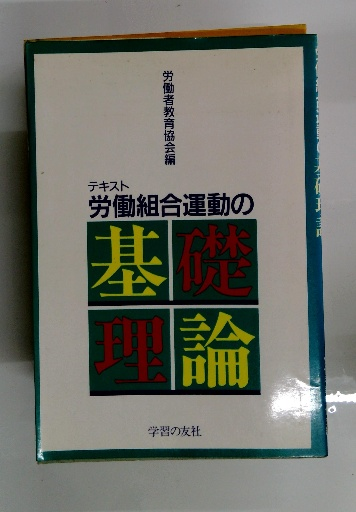 労働者教育協会編
テキスト
労働組合運動の
基礎
理論
学習の友社